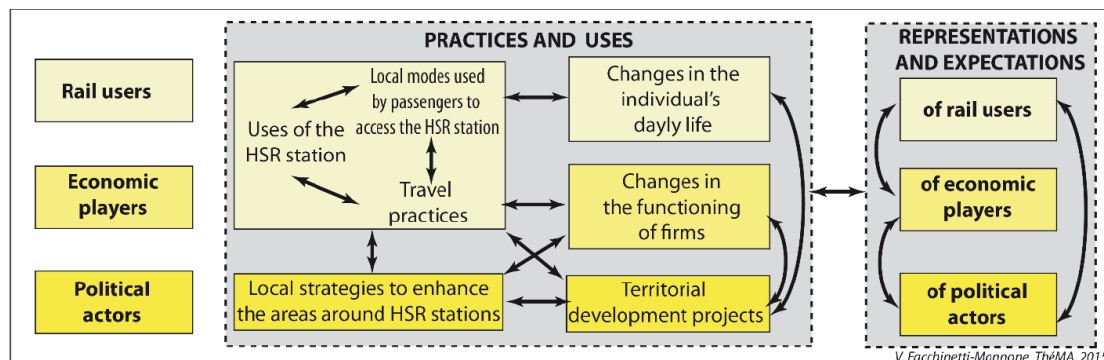 PRACTICES AND USES
REPRESENTATIONS
AND EXPECTATIONS
Rail users
Economic
players
Political
actors
Local modes used
by passengers to
access the HSR station
Uses of the
HSR station
Travel
practices
Changes in the
individual's
dayly life
Changes in
the functioning
of firms
Local strategies to enhance
the areas around HSR stations
Territorial
development projects
of rail users
of economic
players
of political
actors
V. Facchinetti-Mannone, ThéMA, 201